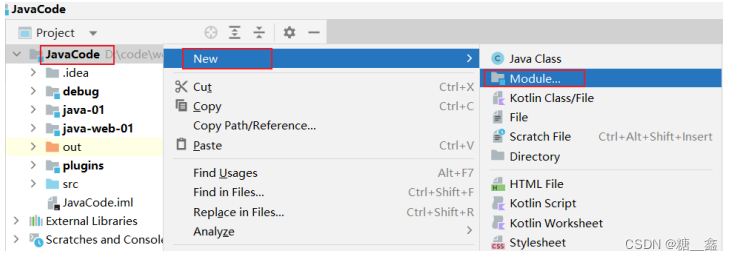 JavaCode
Project
JavaCode D:\code\w
New
Java Class
.idea
Module...
Cut Ctrl+X
debug
Kotlin Class/File
Copy Ctrl+C
java-01
File
Copy Path/Reference...
java-web-01
Scratch File Ctrl+Alt+Shift+Insert
Paste Ctrl+V
out
Directory
plugins
Find Usages Alt+F7
HTML File
src
Find in Files... Ctrl+Shift+F
Kotlin Script
JavaCode.iml
Replace in Files... Ctrl+Shift+R
Kotlin Worksheet
External Libraries
Analyze
Stylesheet
Scratches and Console
CSDN @糖__鑫